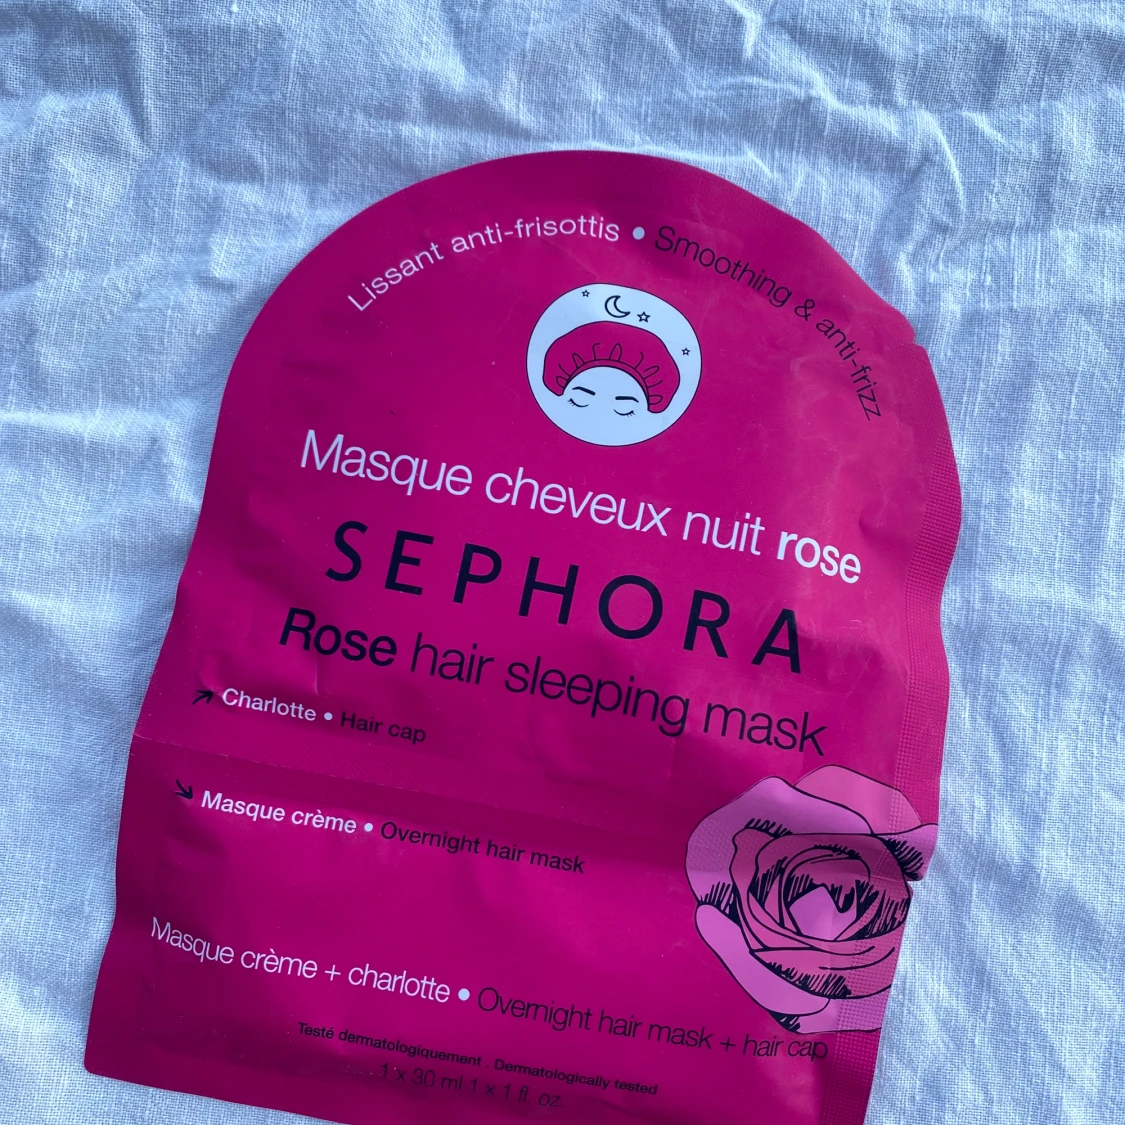 Lissant anti-frisottis • Smoothing & anti-frizz
Masque cheveux nuit rose
SEPHORA
Rose hair sleeping mask
Charlotte • Hair cap
Masque crème • Overnight hair mask
Masque crème + charlotte • Overnight hair mask + hair cap
Testé dermatologiquement . Dermatologically tested
1 x 30 ml 1 x 1 fl. oz.